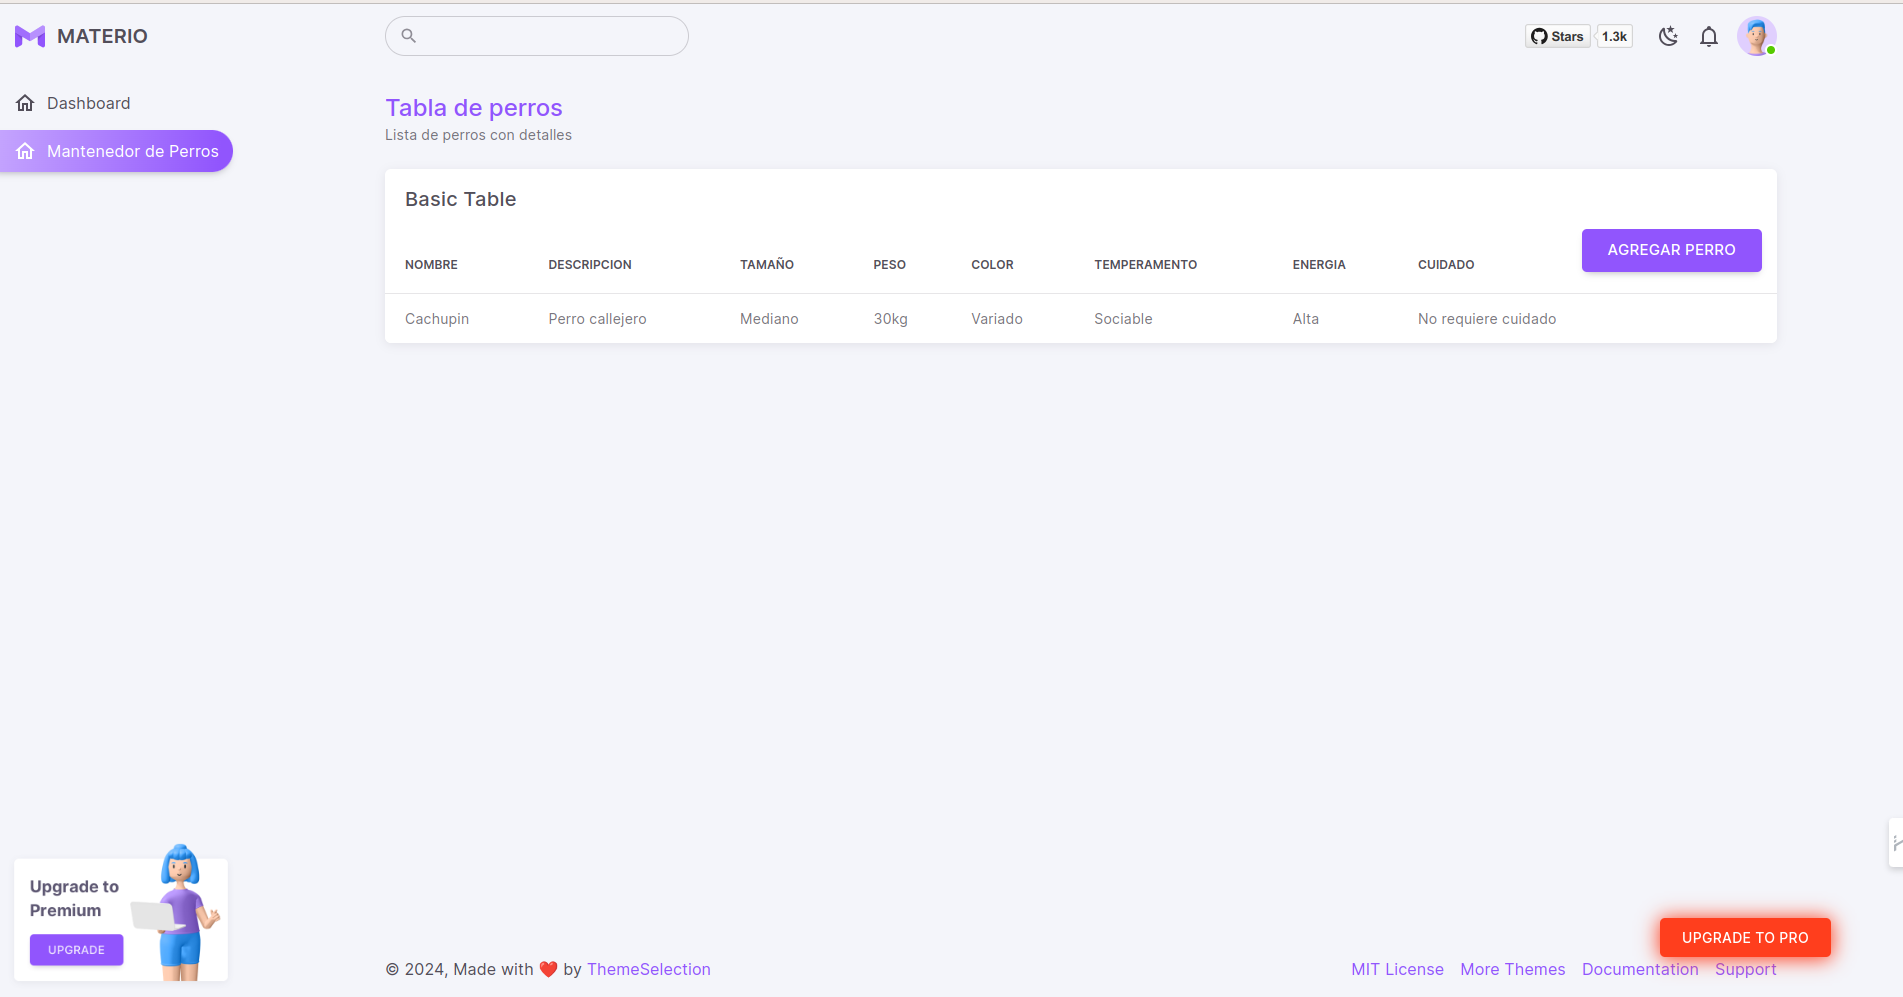 MATERIO
Stars 1.3k
Dashboard
Mantenedor de Perros
Tabla de perros
Lista de perros con detalles
Basic Table
AGREGAR PERRO
NOMBRE DESCRIPCION TAMAÑO PESO COLOR TEMPERAMENTO ENERGIA CUIDADO
Cachupin Perro callejero Mediano 30kg Variado Sociable Alta No requiere cuidado
Upgrade to
Premium
UPGRADE
UPGRADE TO PRO
© 2024, Made with ❤️ by ThemeSelection
MIT License More Themes Documentation Support